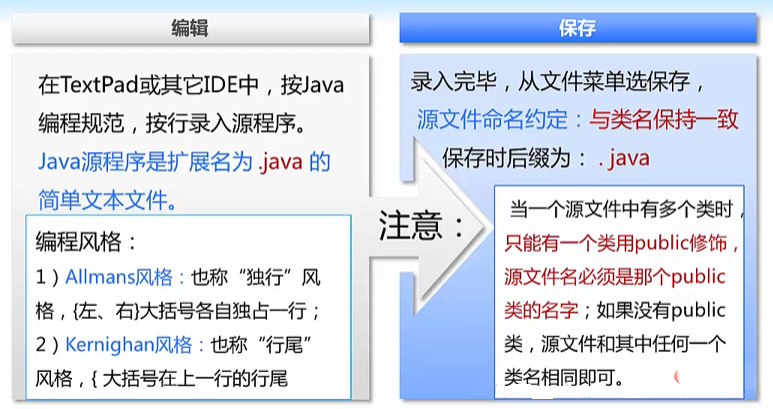 编辑
在TextPad或其它IDE中，按Java
编程规范，按行录入源程序。
Java源程序是扩展名为 .java 的
简单文本文件。
编程风格：
1）Allmans风格：也称“独行”风
格，{左、右}大括号各自独占一行；
2）Kernighan风格：也称“行尾”
风格，{ 大括号在上一行的行尾
注意：
保存
录入完毕，从文件菜单选保存，
源文件命名约定：与类名保持一致
保存时后缀为：. java
当一个源文件中有多个类时，
只能有一个类用public修饰，
源文件名必须是那个public
类的名字；如果没有public
类，源文件和其中任何一个
类名相同即可。